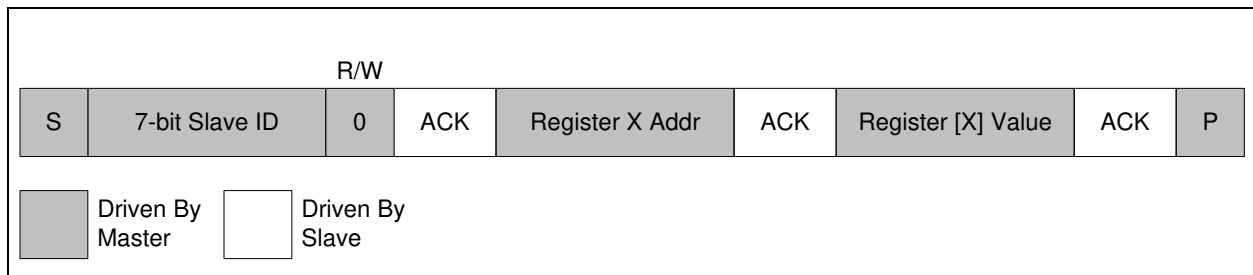 R/W
S 7-bit Slave ID 0 ACK Register X Addr ACK Register [X] Value ACK P
Driven By Master Driven By Slave